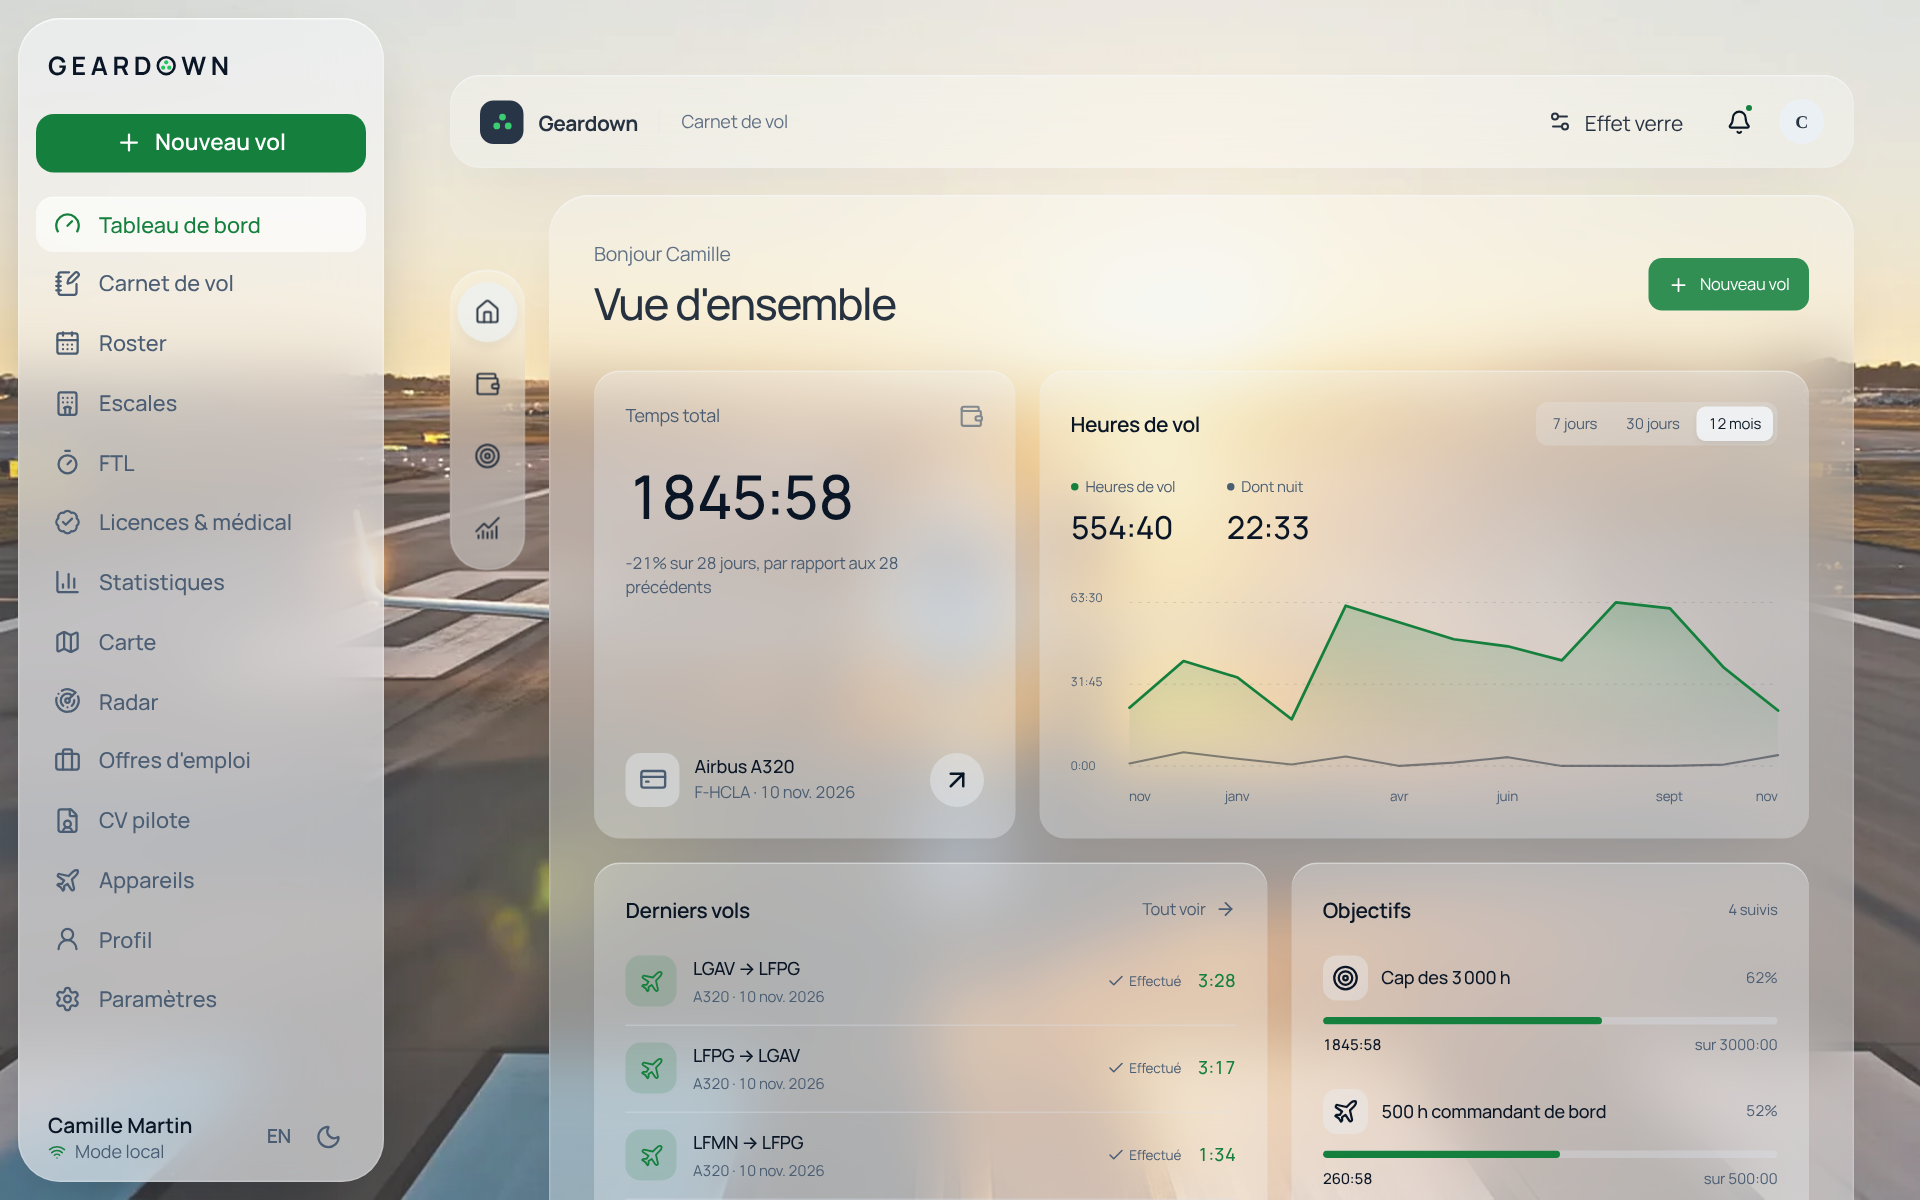 GEARDOWN
Nouveau vol
Tableau de bord
Carnet de vol
Roster
Escales
FTL
Licences & médical
Statistiques
Carte
Radar
Offres d'emploi
CV pilote
Appareils
Profil
Paramètres
Camille Martin
Mode local
EN
Geardown
Carnet de vol
Effet verre
C
Bonjour Camille
Vue d'ensemble
Nouveau vol
Temps total
1845:58
-21% sur 28 jours, par rapport aux 28
précédents
Airbus A320
F-HCLA · 10 nov. 2026
Heures de vol
7 jours
30 jours
12 mois
Heures de vol
554:40
Dont nuit
22:33
63:30
31:45
0:00
nov
janv
avr
juin
sept
nov
Derniers vols
Tout voir →
LGAV → LFPG
A320 · 10 nov. 2026
Effectué
3:28
LFPG → LGAV
A320 · 10 nov. 2026
Effectué
3:17
LFMN → LFPG
A320 · 10 nov. 2026
Effectué
1:34
Objectifs
4 suivis
Cap des 3 000 h
62%
1845:58
sur 3000:00
500 h commandant de bord
52%
260:58
sur 500:00